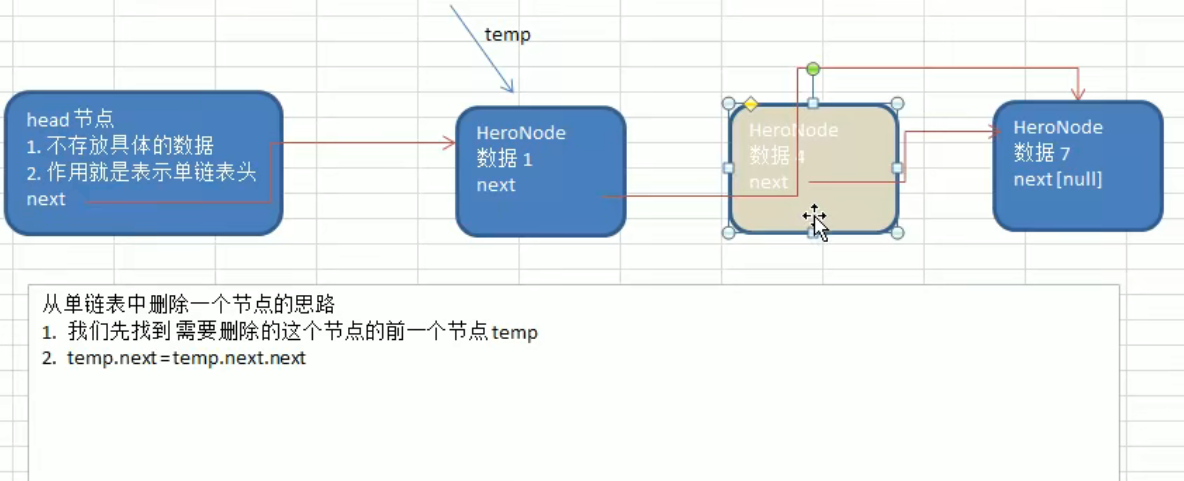 temp
head 节点
1. 不存放具体的数据
2. 作用就是表示单链表头
next
HeroNode
数据 1
next
HeroNode
数据 4
next
HeroNode
数据 7
next [null]
从单链表中删除一个节点的思路
1. 我们先找到 需要删除的这个节点的前一个节点 temp
2. temp.next = temp.next.next